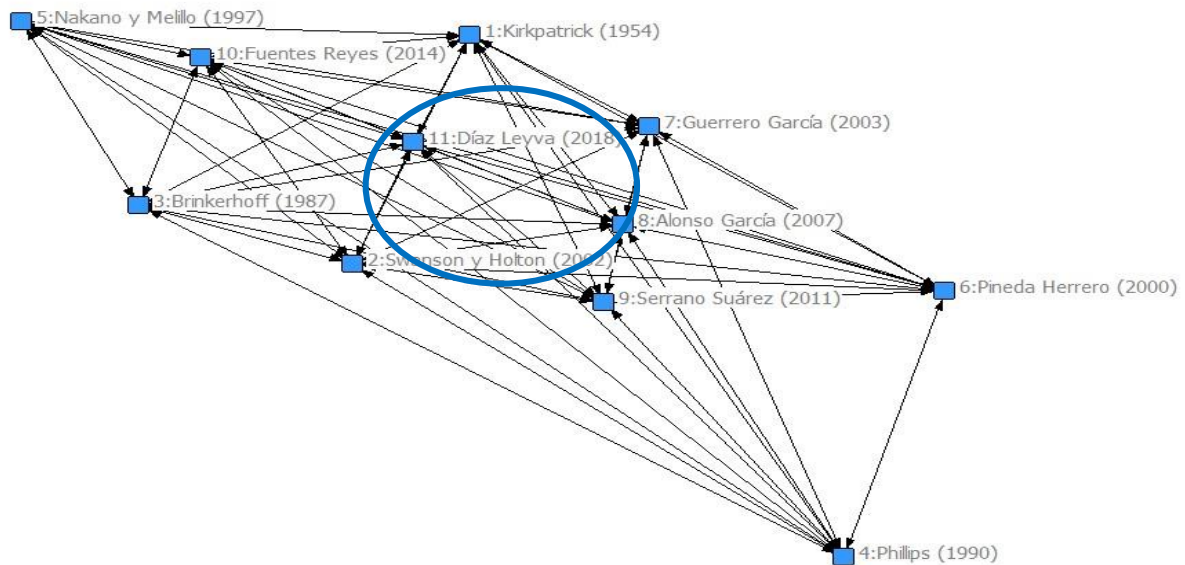 5:Nakano y Melillo (1997)
1:Kirkpatrick (1954)
10:Fuentes Reyes (2014)
7:Guerrero García (2003)
11:Díaz Leyva (2018)
3:Brinkerhoff (1987)
8:Alonso García (2007)
2:Swanson y Holton (2002)
6:Pineda Herrero (2000)
9:Serrano Suárez (2011)
4:Phillips (1990)